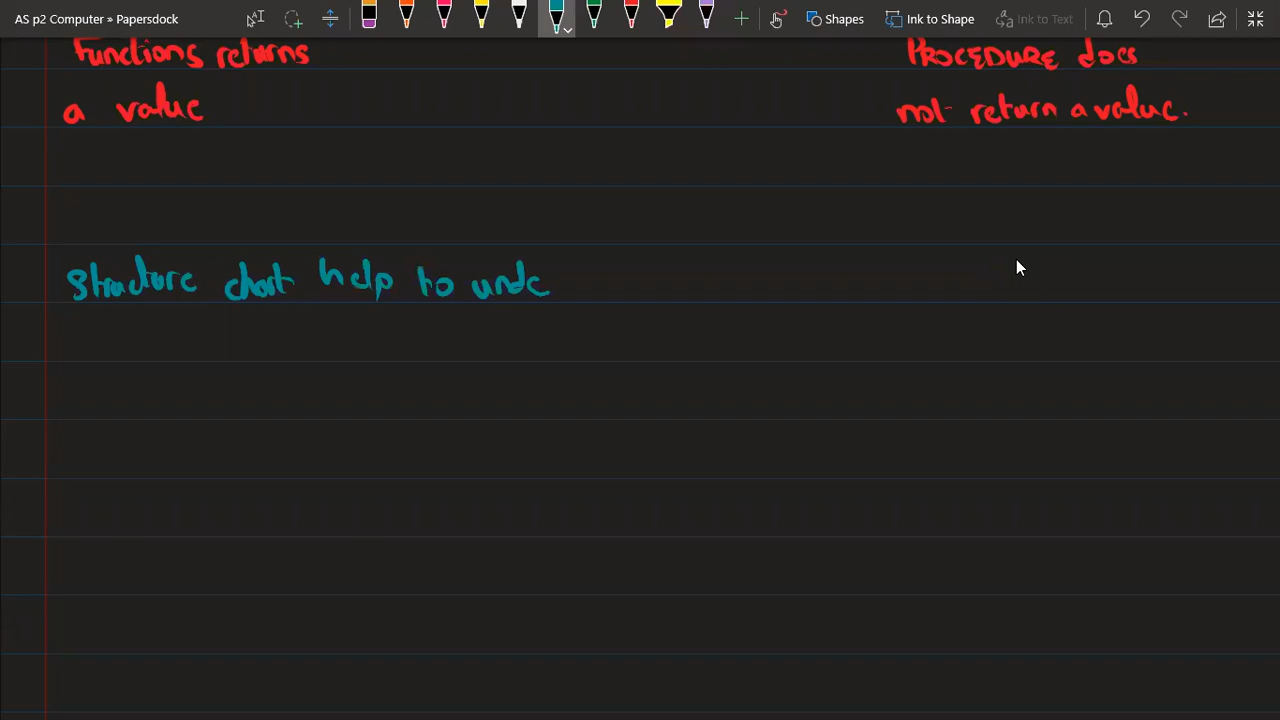 AS p2 Computer » Papersdock
Shapes
Ink to Shape
Ink to Text
Functions returns
PROCEDURE does
a value
not return a value.
Structure chart help to unde